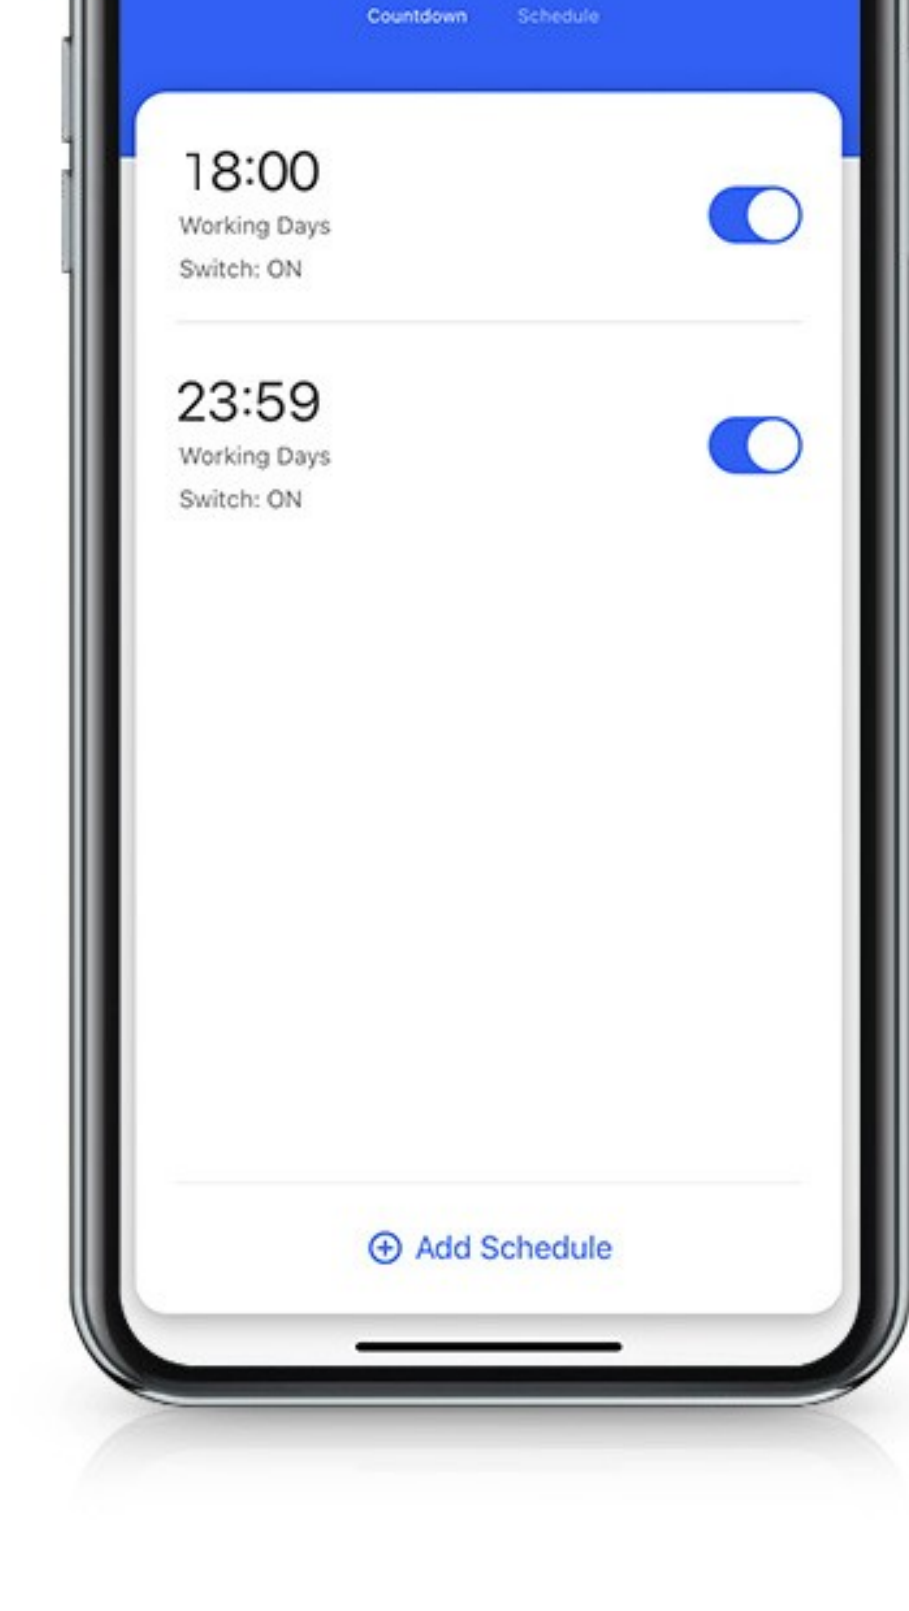 Countdown Schedule
18:00
Working Days
Switch: ON
23:59
Working Days
Switch: ON
Add Schedule